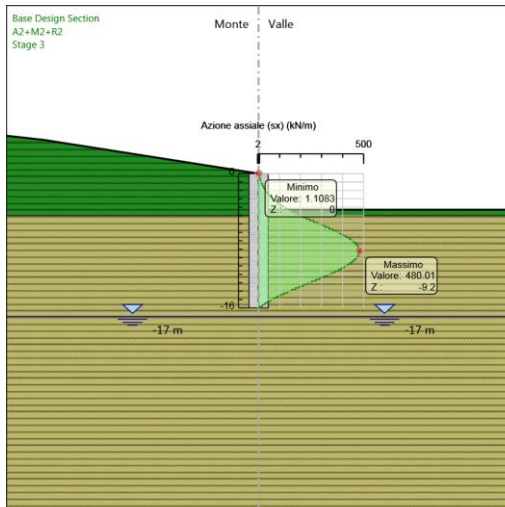 Base Design Section
A2+M2+R2
Stage 3
Monte Valle
Azione assiale (sx) (kN/m)
2 500
0
Minimo
Valore: 1.1083
Z : 0
Massimo
Valore: 480.01
Z : -9.2
-16
-17 m -17 m